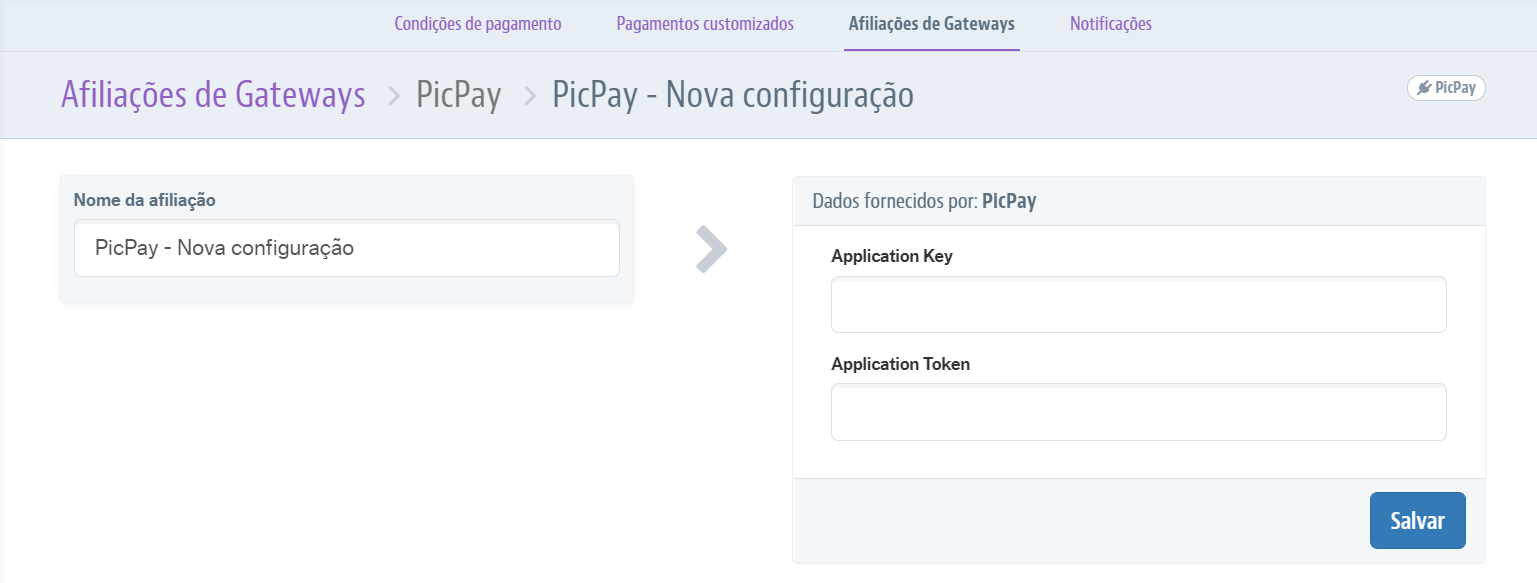 Condições de pagamento Pagamentos customizados Afiliações de Gateways Notificações
Afiliações de Gateways PicPay PicPay - Nova configuração PicPay
Nome da afiliação
PicPay - Nova configuração
Dados fornecidos por: PicPay
Application Key
Application Token
Salvar